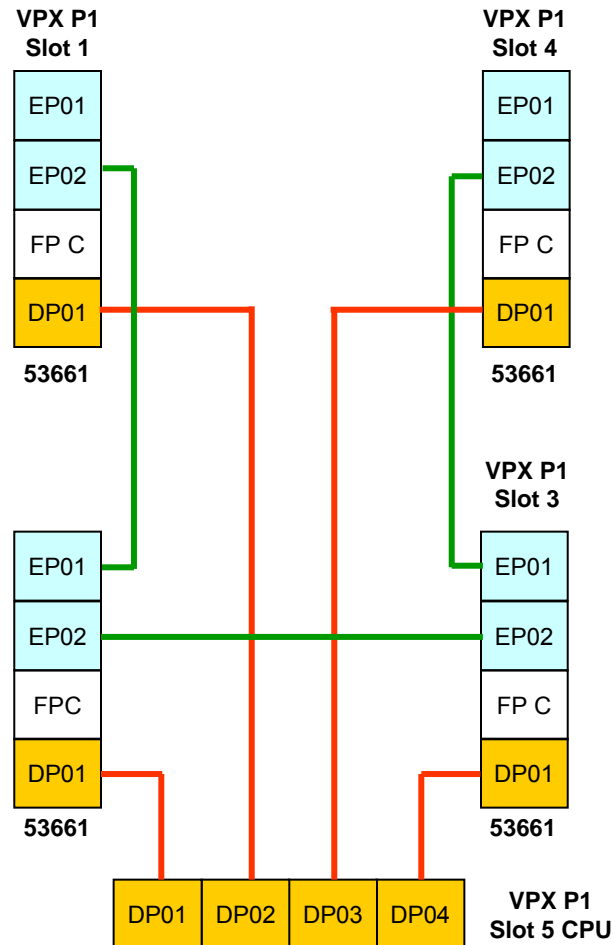 VPX P1
Slot 1
EP01
EP02
FP C
DP01
53661
VPX P1
Slot 4
EP01
EP02
FP C
DP01
53661
EP01
EP02
FPC
DP01
53661
VPX P1
Slot 3
EP01
EP02
FP C
DP01
53661
DP01
DP02
DP03
DP04
VPX P1
Slot 5 CPU